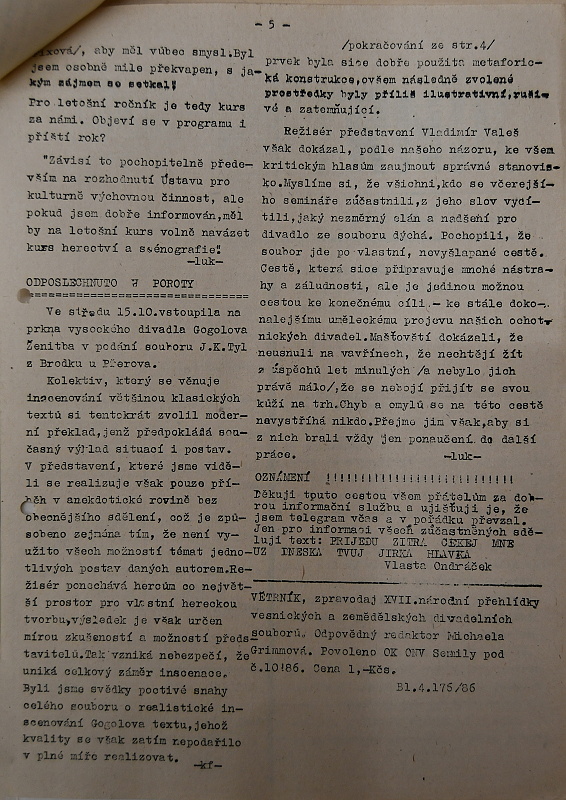 - 5 -
aby měl vůbec smysl. Byl
jsem osobně mile překvapen, s ja-
kým zájmem se setkal!
Pro letošní ročník je tedy kurs
za námi. Objeví se v programu i
příští rok?
"Závisí to pochopitelně přede-
vším na rozhodnutí Ústavu pro
kulturně výchovnou činnost, ale
pokud jsem dobře informován, měl
by na letošní kurs volně navázet
kurs herectví a scénografie"
-luk-
ODPOSLECHNUTO U POROTY
================================
Ve středu 15.10. vstoupila na
prkna vysockého divadla Gogolova
Ženitba v podání souboru J.K.Tyl
z Brodku u Přerova.
Kolektiv, který se věnuje
inscenování většinou klasických
textů si tentokrát zvolil moder-
ní překlad, jenž předpokládá sou-
časný výklad situací i postav.
V představení, které jsme vidě-
li se realizuje však pouze pří-
běh v anekdotické rovině bez
obecnějšího sdělení, což je způ-
sobeno zejména tím, že není vy-
užito všech možností témat jedno-
tlivých postav daných autorem. Re-
žisér ponechává hercům co největ-
ší prostor pro vlastní hereckou
tvorbu, výsledek je však určen
mírou zkušeností a možností předs-
tavitelů. Tak vzniká nebezpečí, že
uniká celkový záměr inscenace.
Byli jsme svědky poctivé snahy
celého souboru o realistické in-
scenování Gogolova textu, jehož
kvality se však zatím nepodařilo
v plné míře realizovat.
-kf-
/pokračování ze str.4/
prvek byla sice dobře použita metaforic-
ká konstrukce, ovšem následně zvolené
prostředky byly příliš ilustrativní, ruši-
vé a zatemňující.
Režisér představení Vladimír Valeš
však dokázal, podle našeho názoru, ke všem
kritickým hlasům zaujmout správné stanovis-
ko. Myslíme si, že všichni, kdo se včerejší-
ho semináře zúčastnili, z jeho slov vycí-
tili, jaký nezměrný elán a nadšení pro
divadlo ze souboru dýchá. Pochopili, že
soubor jde po vlastní, nevyšlapané cestě.
Cestě, která sice připravuje mnohé nástra-
hy a záludnosti, ale je jedinou možnou
cestou ke konečnému cíli - ke stále doko-
nalejšímu uměleckému projevu našich ochot-
nických divadel. Mašťovští dokázali, že
neusnuli na vavřínech, že nechtějí žít
z úspěchů let minulých /a nebylo jich
právě málo/, že se nebojí přijít se svou
kůží na trh. Chyb a omylů se na této cestě
navystříhá nikdo. Přejme jim však, aby si
z nich brali vždy jen ponaučení do další
práce.
-luk-
OZNÁMENÍ !!!!!!!!!!!!!!!!!!!!!!!!!!
Děkuji tputo cestou všem přátelům za dob-
rou informační službu a ujišťuji je, že
jsem telegram včas a v pořádku převzal.
Jen pro informaci všech zúčastněných sdě-
luji text: PRIJEDU ZITRA CEKEJ MNE
UZ DNESKA TVUJ JIRKA HLAVKA
Vlasta Ondráček
VĚTRNÍK, zpravodaj XVII. národní přehlídky
vesnických a zemědělských divadelních
souborů. Odpovědný redaktor Michaela
Grimmová. Povoleno OK ONV Semily pod
č.10/86. Cena 1,-Kčs.
B1.4.175/86